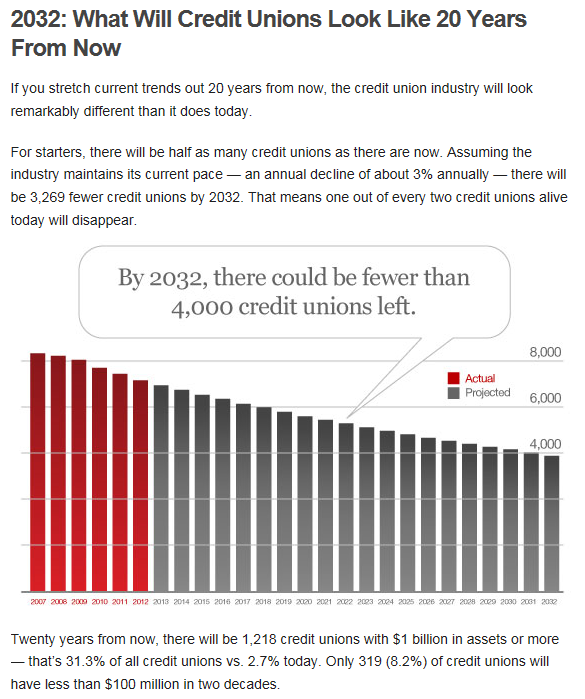 2032: What Will Credit Unions Look Like 20 Years
From Now
If you stretch current trends out 20 years from now, the credit union industry will look
remarkably different than it does today.
For starters, there will be half as many credit unions as there are now. Assuming the
industry maintains its current pace — an annual decline of about 3% annually — there will
be 3,269 fewer credit unions by 2032. That means one out of every two credit unions alive
today will disappear.
By 2032, there could be fewer than
4,000 credit unions left.
8,000
Actual
Projected
6,000
4,000
2007 2008 2009 2010 2011 2012 2013 2014 2015 2016 2017 2018 2019 2020 2021 2022 2023 2024 2025 2026 2027 2028 2029 2030 2031 2032
Twenty years from now, there will be 1,218 credit unions with $1 billion in assets or more
— that's 31.3% of all credit unions vs. 2.7% today. Only 319 (8.2%) of credit unions will
have less than $100 million in two decades.